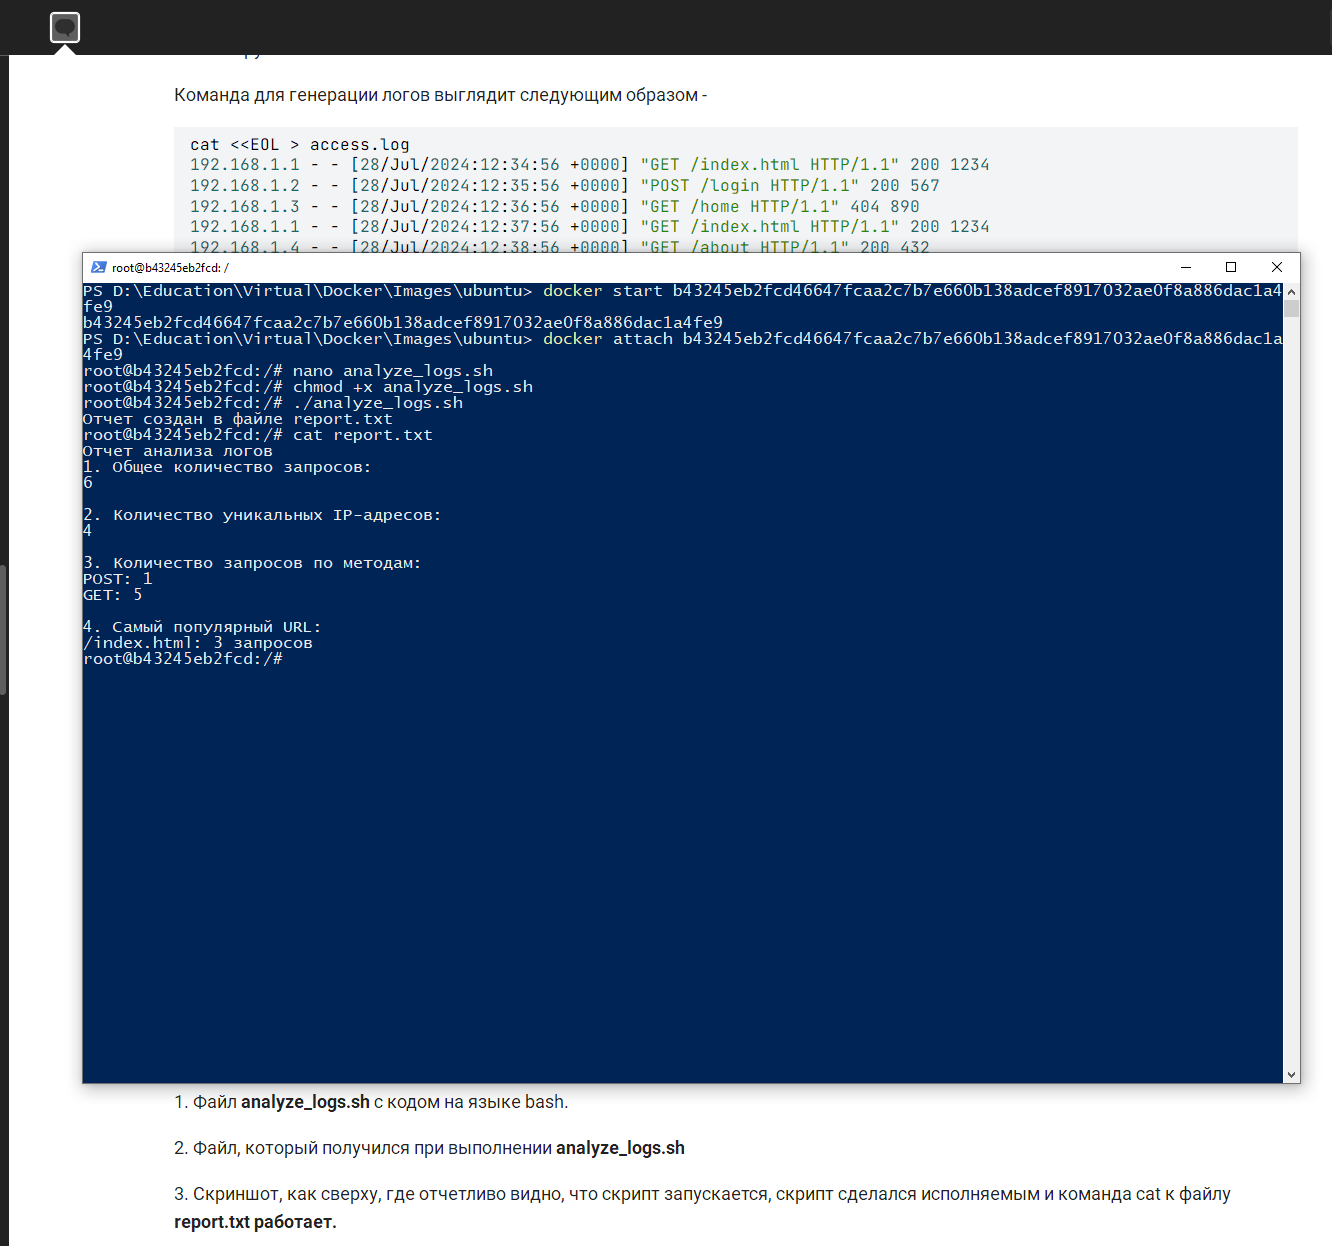 Команда для генерации логов выглядит следующим образом -
cat <<EOL > access.log
192.168.1.1 - - [28/Jul/2024:12:34:56 +0000] "GET /index.html HTTP/1.1" 200 1234
192.168.1.2 - - [28/Jul/2024:12:35:56 +0000] "POST /login HTTP/1.1" 200 567
192.168.1.3 - - [28/Jul/2024:12:36:56 +0000] "GET /home HTTP/1.1" 404 890
192.168.1.1 - - [28/Jul/2024:12:37:56 +0000] "GET /index.html HTTP/1.1" 200 1234
192.168.1.4 - - [28/Jul/2024:12:38:56 +0000] "GET /about HTTP/1.1" 200 432
root@b43245eb2fcd: /
PS D:\Education\Virtual\Docker\Images\ubuntu> docker start b43245eb2fcd46647fcaa2c7b7e660b138adcef8917032ae0f8a886dac1a4
fe9
b43245eb2fcd46647fcaa2c7b7e660b138adcef8917032ae0f8a886dac1a4fe9
PS D:\Education\Virtual\Docker\Images\ubuntu> docker attach b43245eb2fcd46647fcaa2c7b7e660b138adcef8917032ae0f8a886dac1a
4fe9
root@b43245eb2fcd:/# nano analyze_logs.sh
root@b43245eb2fcd:/# chmod +x analyze_logs.sh
root@b43245eb2fcd:/# ./analyze_logs.sh
Отчет создан в файле report.txt
root@b43245eb2fcd:/# cat report.txt
Отчет анализа логов
1. Общее количество запросов:
6
2. Количество уникальных IP-адресов:
4
3. Количество запросов по методам:
POST: 1
GET: 5
4. Самый популярный URL:
/index.html: 3 запросов
root@b43245eb2fcd:/#
1. Файл analyze_logs.sh с кодом на языке bash.
2. Файл, который получился при выполнении analyze_logs.sh
3. Скриншот, как сверху, где отчетливо видно, что скрипт запускается, скрипт сделался исполняемым и команда cat к файлу
report.txt работает.